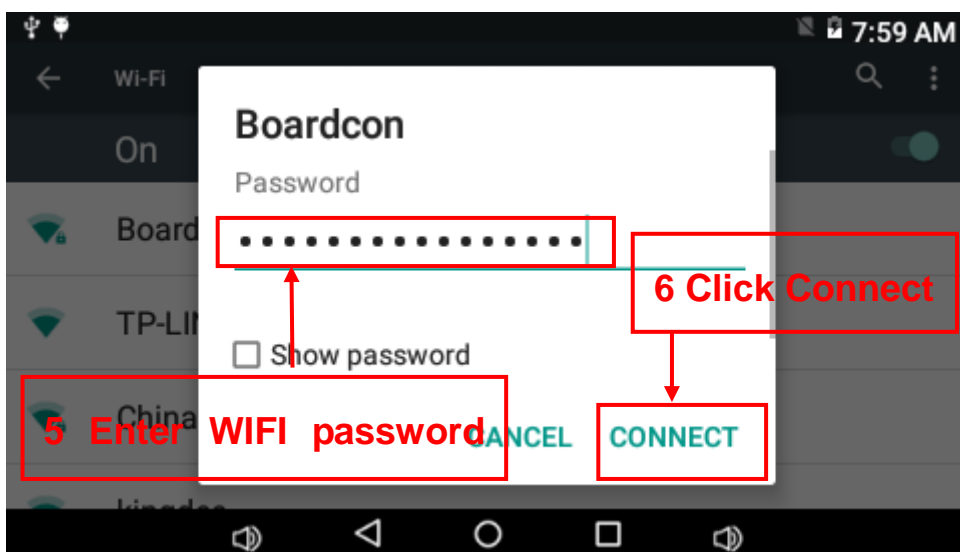 7:59 AM
Wi-Fi
Boardcon
On
Password
Board
••••••••••••••••
6 Click Connect
TP-LI
Show password
China
5 Enter WIFI password
CANCEL
CONNECT